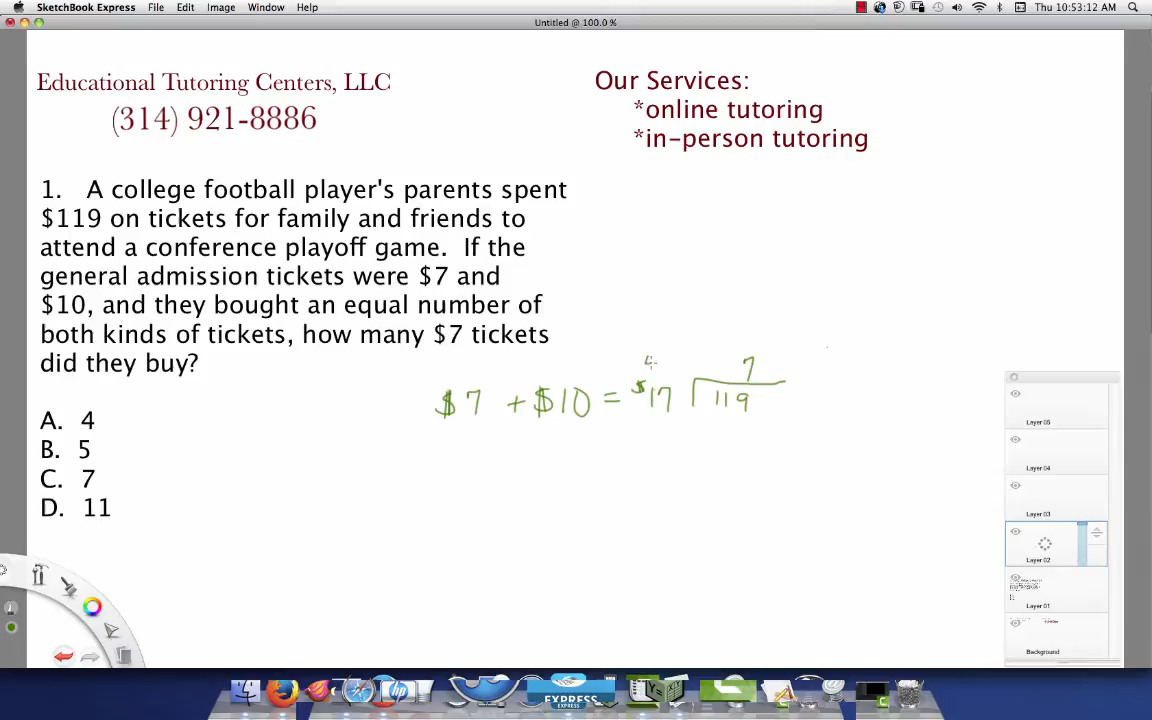 SketchBook Express File Edit Image Window Help Thu 10:53:12 AM
Untitled @ 100.0 %
Educational Tutoring Centers, LLC
(314) 921-8886
Our Services:
*online tutoring
*in-person tutoring
1. A college football player's parents spent
$119 on tickets for family and friends to
attend a conference playoff game. If the
general admission tickets were $7 and
$10, and they bought an equal number of
both kinds of tickets, how many $7 tickets
did they buy?
4 7
$7 + $10 = $17 119
A. 4
B. 5
C. 7
D. 11
Layer 05
Layer 04
Layer 03
Layer 02
Layer 01
Background
hp
EXPRESS
EXPRESS